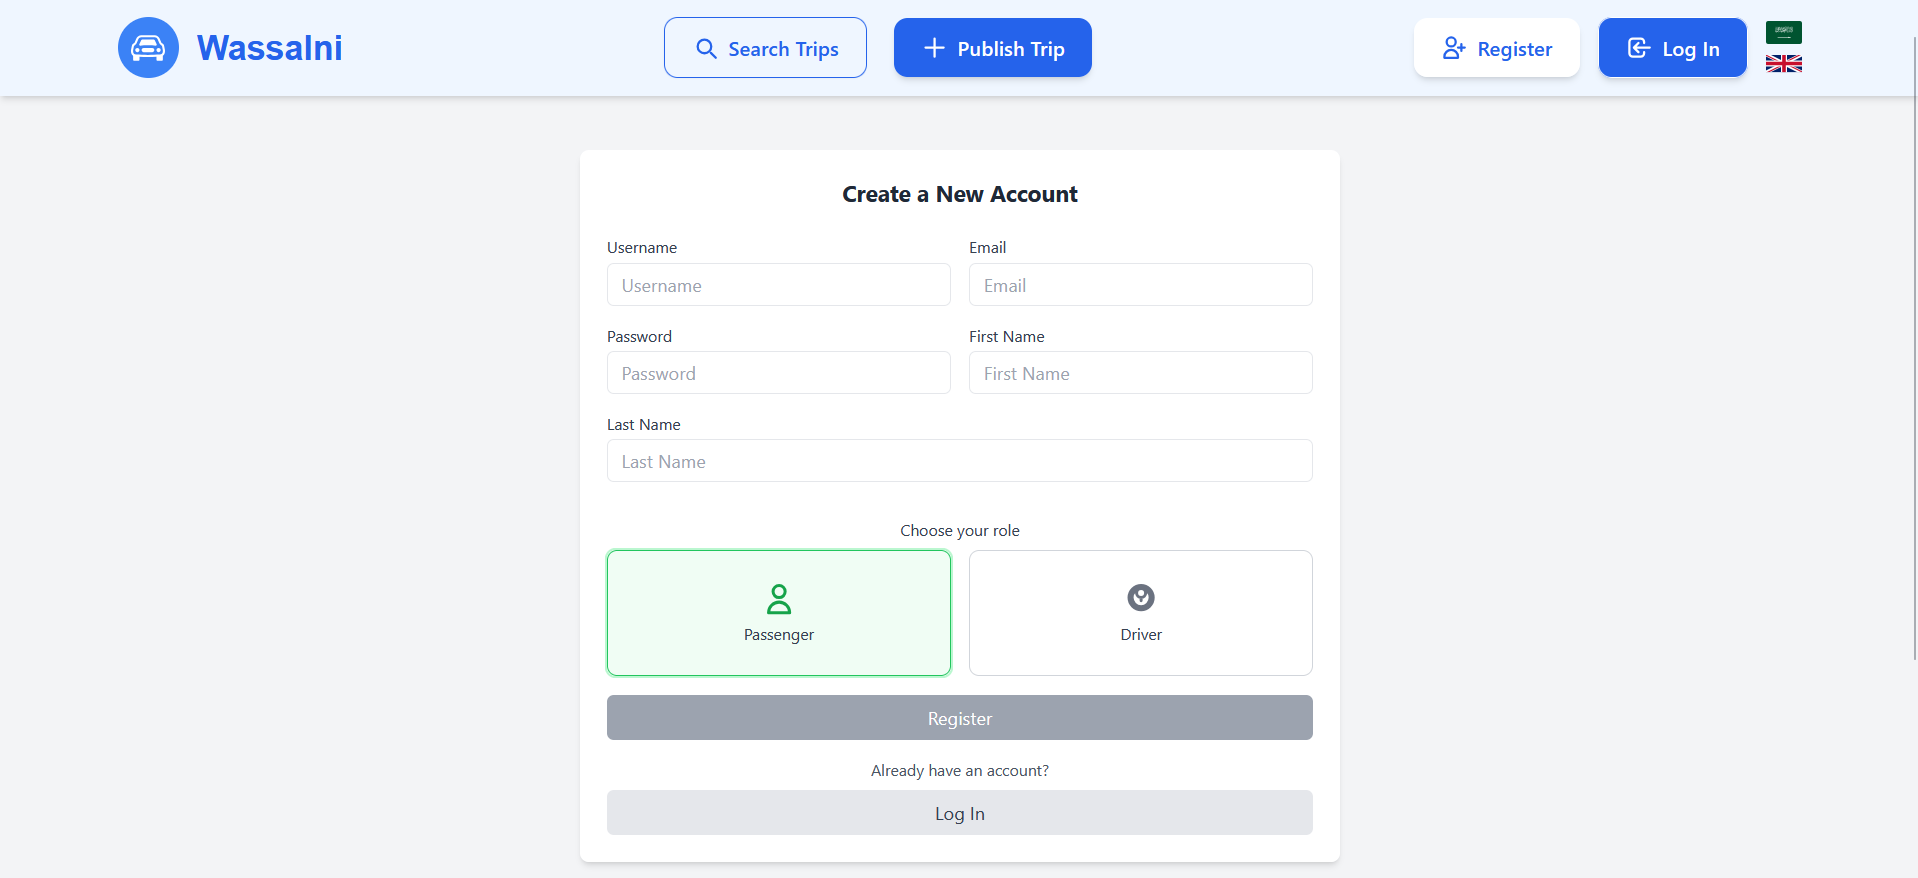 Wassalni
Search Trips
Publish Trip
Register
Log In
Create a New Account
Username
Email
Username
Email
Password
First Name
Password
First Name
Last Name
Last Name
Choose your role
Passenger
Driver
Register
Already have an account?
Log In